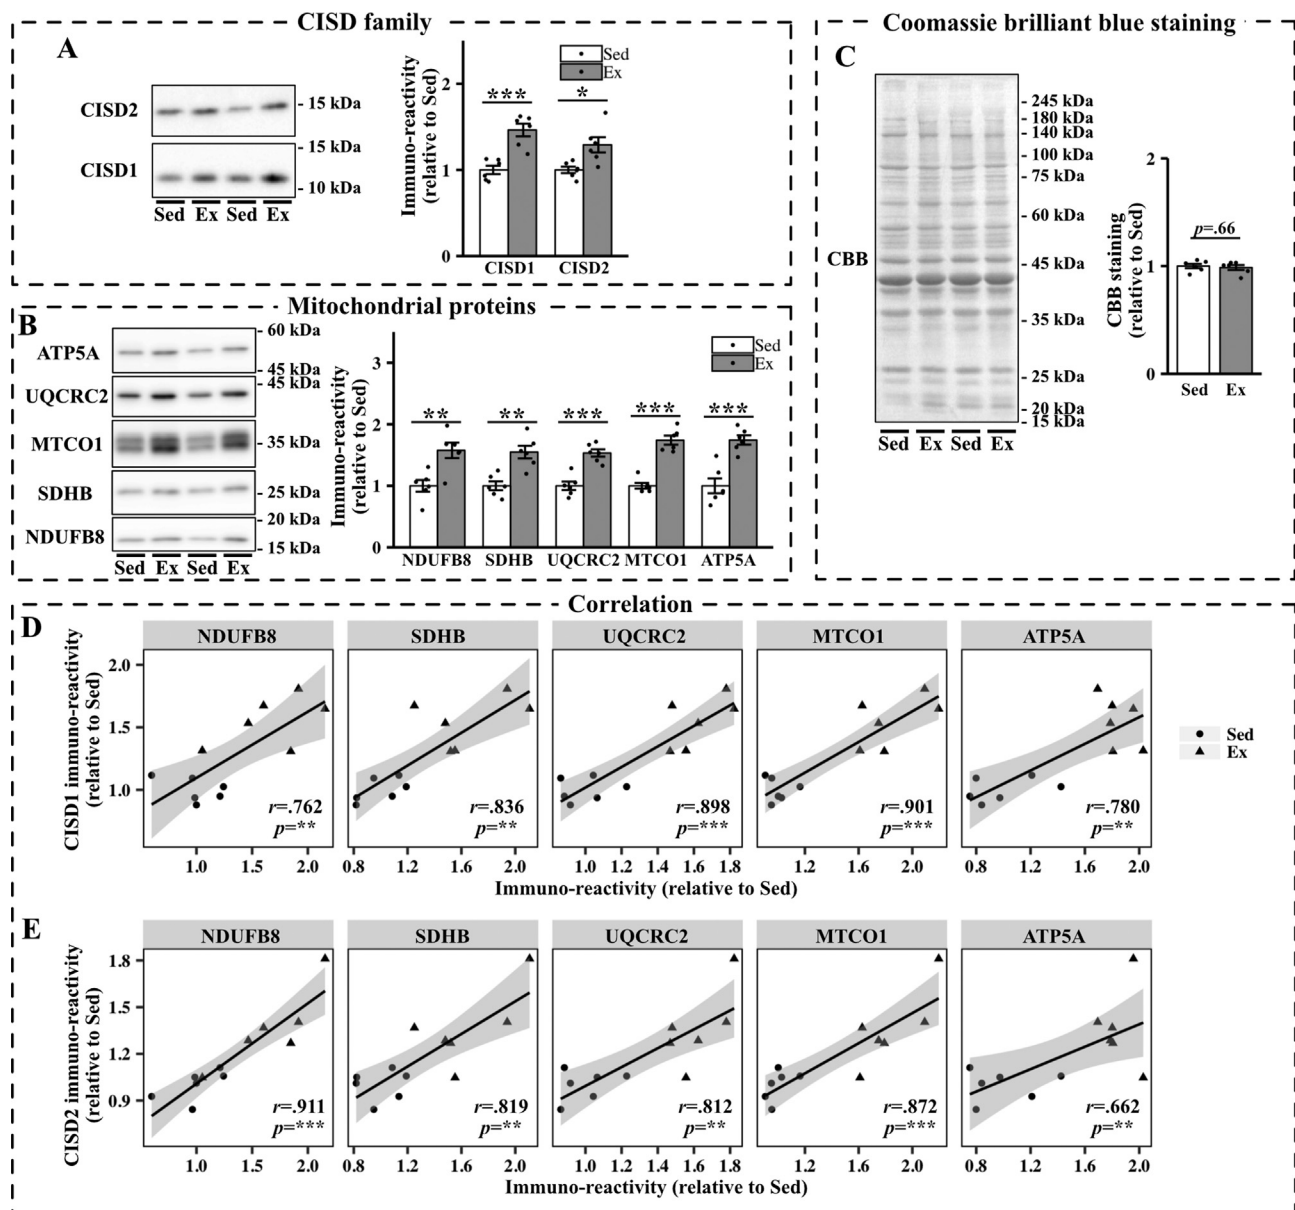 CISD family
A
CISD2
CISD1
- 15 kDa
- 15 kDa
- 10 kDa
Sed Ex Sed Ex
Immuno-reactivity
(relative to Sed)
2
1
0
Sed
Ex
*** *
CISD1 CISD2
Mitochondrial proteins
B
ATP5A
UQCRC2
MTCO1
SDHB
NDUFB8
- 60 kDa
- 45 kDa
- 45 kDa
- 35 kDa
- 25 kDa
- 20 kDa
- 15 kDa
Sed Ex Sed Ex
Immuno-reactivity
(relative to Sed)
3
2
1
0
Sed
Ex
** ** *** *** ***
NDUFB8 SDHB UQCRC2 MTCO1 ATP5A
Coomassie brilliant blue staining
C
CBB
- 245 kDa
- 180 kDa
- 140 kDa
- 100 kDa
- 75 kDa
- 60 kDa
- 45 kDa
- 35 kDa
- 25 kDa
- 20 kDa
- 15 kDa
Sed Ex Sed Ex
CBB staining
(relative to Sed)
2
1
0
p=.66
Sed Ex
Correlation
D
NDUFB8 SDHB UQCRC2 MTCO1 ATP5A
CISD1 immuno-reactivity
(relative to Sed)
2.0
1.5
1.0
r=.762 r=.836 r=.898 r=.901 r=.780
p=** p=** p=*** p=*** p=**
1.0 1.5 2.0 0.8 1.2 1.6 2.0 1.0 1.2 1.4 1.6 1.8 1.2 1.6 2.0 0.8 1.2 1.6 2.0
Immuno-reactivity (relative to Sed)
Sed
Ex
E
NDUFB8 SDHB UQCRC2 MTCO1 ATP5A
CISD2 immuno-reactivity
(relative to Sed)
1.8
1.5
1.2
0.9
r=.911 r=.819 r=.812 r=.872 r=.662
p=*** p=** p=** p=*** p=**
1.0 1.5 2.0 0.8 1.2 1.6 2.0 1.0 1.2 1.4 1.6 1.8 1.2 1.6 2.0 0.8 1.2 1.6 2.0
Immuno-reactivity (relative to Sed)